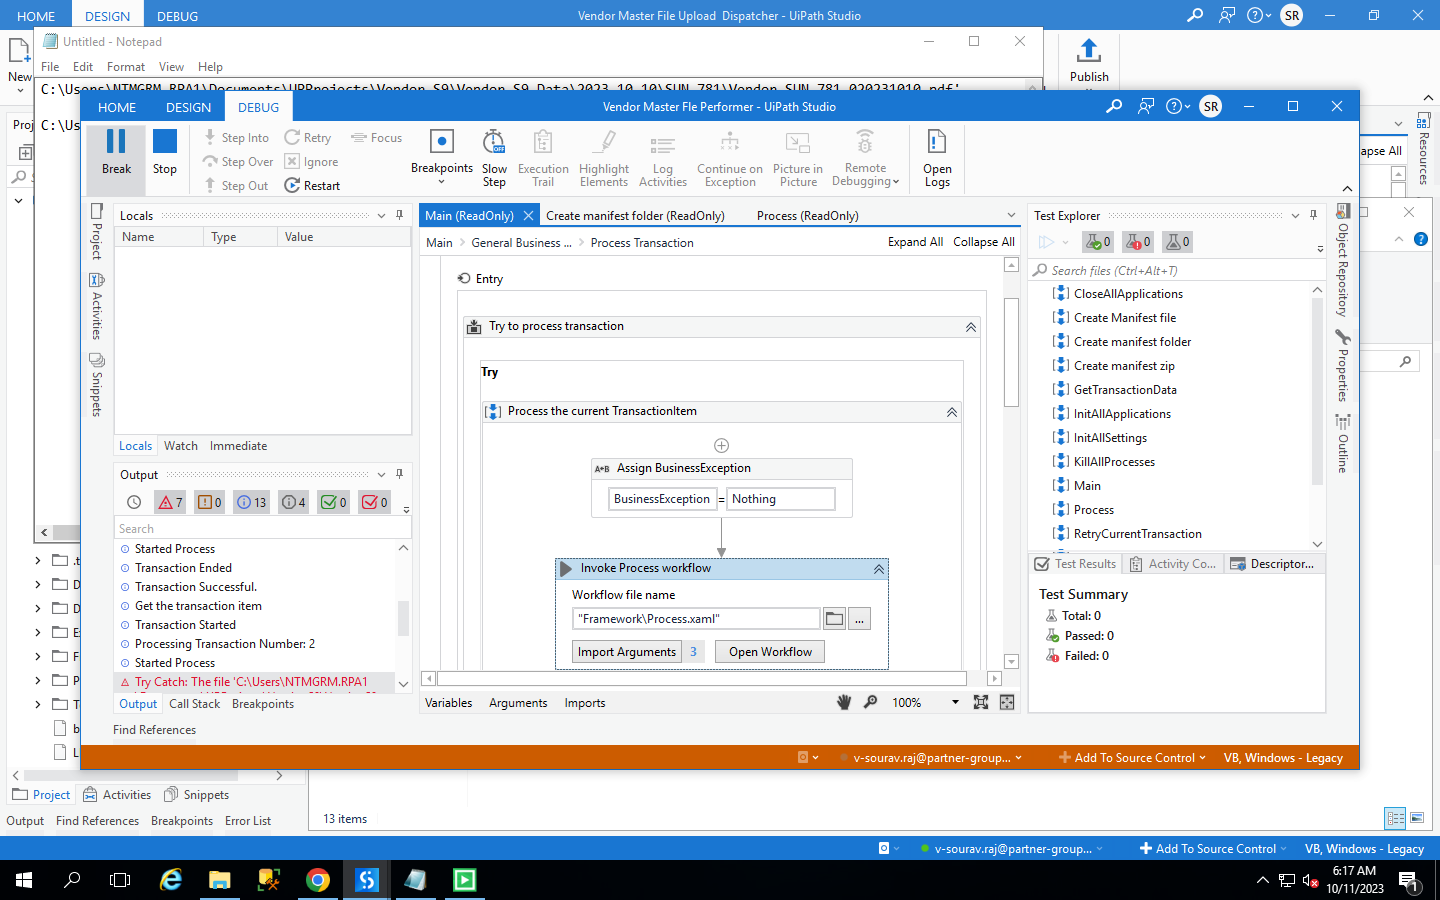 HOME DESIGN DEBUG Vendor Master File Upload Dispatcher - UiPath Studio SR
Untitled - Notepad
File Edit Format View Help
New
Publish
C:\Users\NTMGRM.RPA1\Documents\UPProjects\Vendor S9\Vendor S9 Data\2023-10-10\SUN_781\Vendor_SUN_781_020231010.pdf'
C:\Us
Proj
HOME DESIGN DEBUG Vendor Master Fle Performer - UiPath Studio SR
Break
Stop
Step Into
Step Over
Step Out
Retry
Ignore
Restart
Focus
Breakpoints
Slow Step
Execution Trail
Highlight Elements
Log Activities
Continue on Exception
Picture in Picture
Remote Debugging
Open Logs
apse All
Resources
Project
Activities
Snippets
Locals
Name Type Value
Locals Watch Immediate
Output
7 0 13 4 0 0
Search
Started Process
Transaction Ended
Transaction Successful.
Get the transaction item
Transaction Started
Processing Transaction Number: 2
Started Process
Try Catch: The file 'C:\Users\NTMGRM.RPA1
Output Call Stack Breakpoints
Find References
Main (ReadOnly) Create manifest folder (ReadOnly) Process (ReadOnly)
Main > General Business ... > Process Transaction Expand All Collapse All
Entry
Try to process transaction
Try
Process the current TransactionItem
A+B Assign BusinessException
BusinessException = Nothing
Invoke Process workflow
Workflow file name
"Framework\Process.xaml"
...
Import Arguments 3 Open Workflow
Variables Arguments Imports 100%
Test Explorer
0 0 0
Search files (Ctrl+Alt+T)
CloseAllApplications
Create Manifest file
Create manifest folder
Create manifest zip
GetTransactionData
InitAllApplications
InitAllSettings
KillAllProcesses
Main
Process
RetryCurrentTransaction
Test Results Activity Co... Descriptor...
Test Summary
Total: 0
Passed: 0
Failed: 0
Object Repository
Properties
Outline
v-sourav.raj@partner-group... Add To Source Control VB, Windows - Legacy
.t
D
D
E
F
P
T
b
L
Project Activities Snippets
Output Find References Breakpoints Error List
13 items
v-sourav.raj@partner-group... Add To Source Control VB, Windows - Legacy
6:17 AM
10/11/2023
1